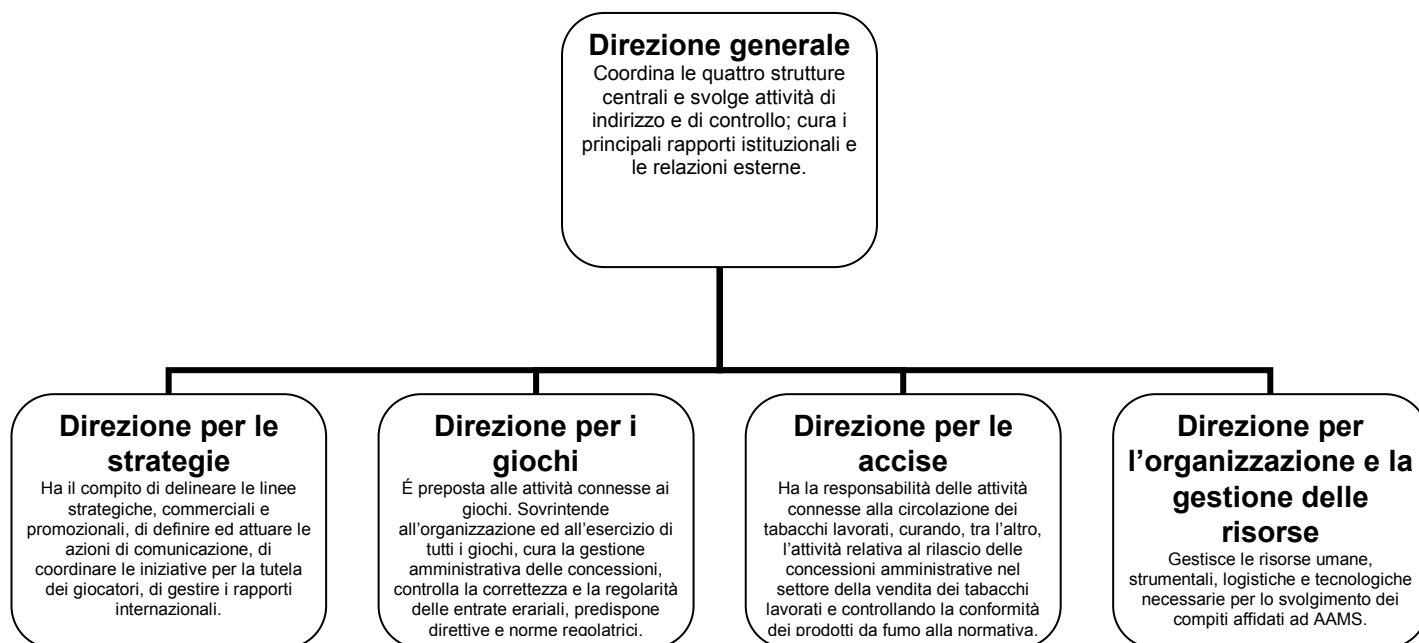 Direzione generale
Coordina le quattro strutture
centrali e svolge attività di
indirizzo e di controllo; cura i
principali rapporti istituzionali e
le relazioni esterne.
Direzione per le
strategie
Ha il compito di delineare le linee
strategiche, commerciali e
promozionali, di definire ed attuare le
azioni di comunicazione, di
coordinare le iniziative per la tutela
dei giocatori, di gestire i rapporti
internazionali.
Direzione per i
giochi
É preposta alle attività connesse ai
giochi. Sovrintende
all’organizzazione ed all’esercizio di
tutti i giochi, cura la gestione
amministrativa delle concessioni,
controlla la correttezza e la regolarità
delle entrate erariali, predispone
direttive e norme regolatrici.
Direzione per le
accise
Ha la responsabilità delle attività
connesse alla circolazione dei
tabacchi lavorati, curando, tra l’altro,
l’attività relativa al rilascio delle
concessioni amministrative nel
settore della vendita dei tabacchi
lavorati e controllando la conformità
dei prodotti da fumo alla normativa.
Direzione per
l’organizzazione e la
gestione delle
risorse
Gestisce le risorse umane,
strumentali, logistiche e tecnologiche
necessarie per lo svolgimento dei
compiti affidati ad AAMS.